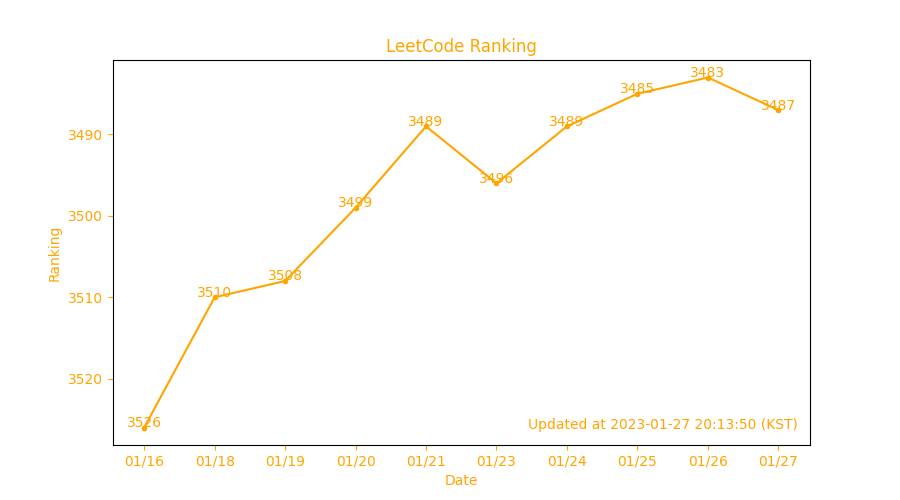 LeetCode Ranking
3483
3485
3487
3489
3489
3490
3496
3499
3500
Ranking
3508
3510
3510
3520
3526
Updated at 2023-01-27 20:13:50 (KST)
01/16 01/18 01/19 01/20 01/21 01/23 01/24 01/25 01/26 01/27
Date